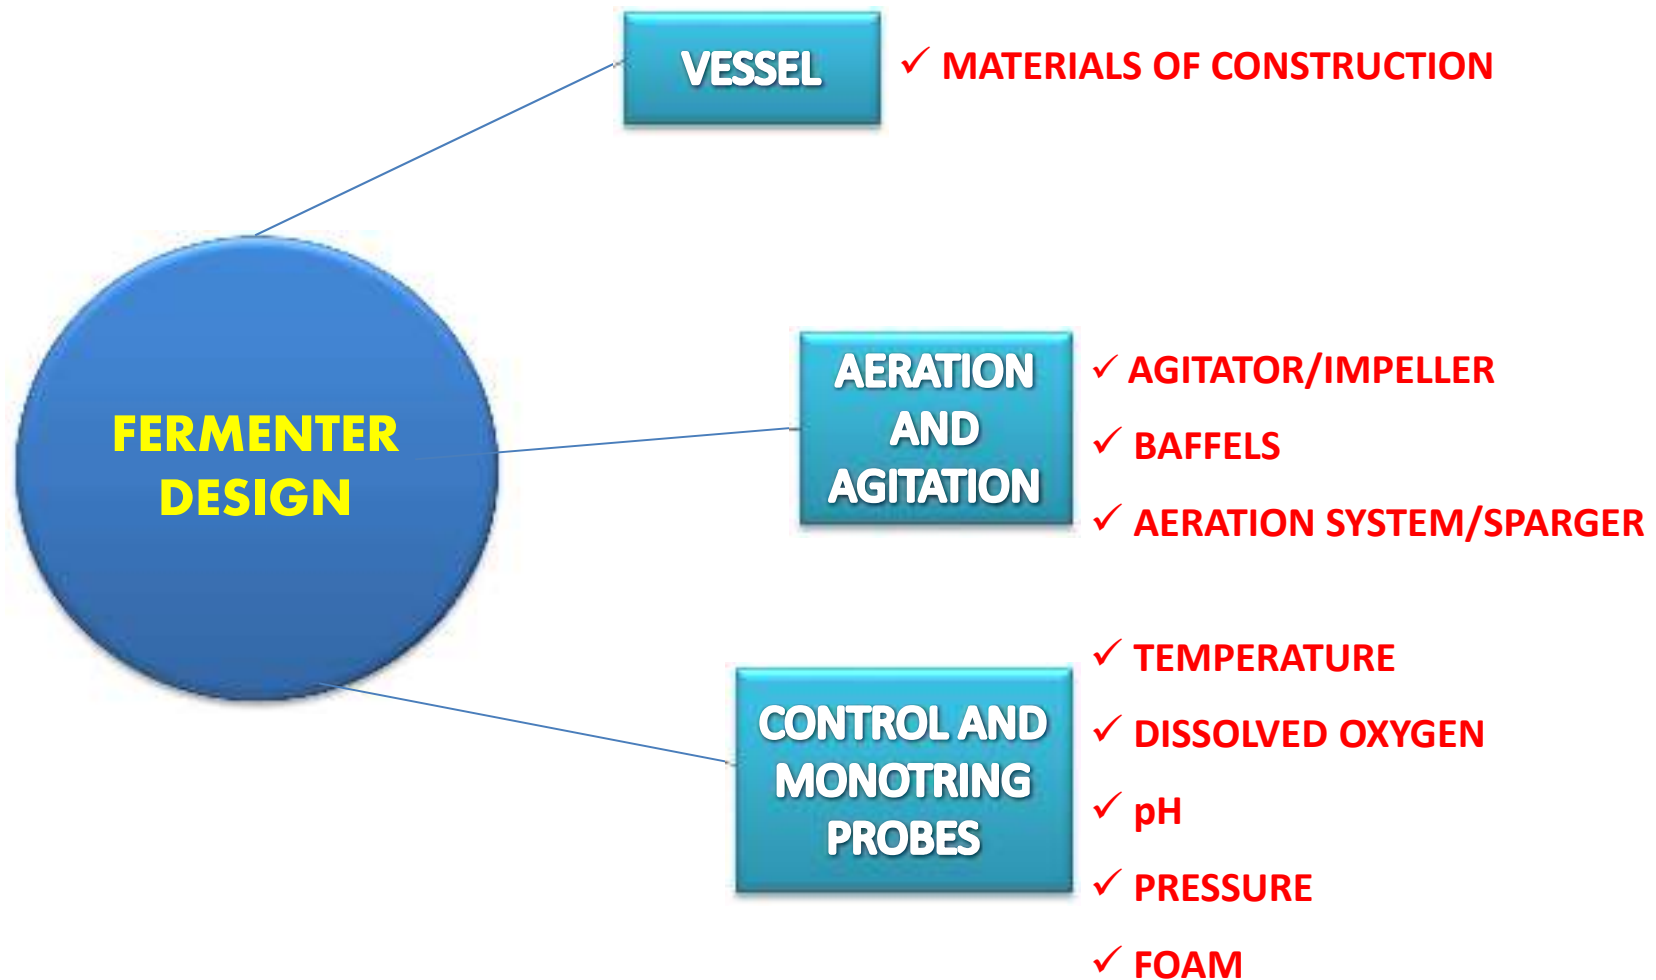 VESSEL
✓ MATERIALS OF CONSTRUCTION
FERMENTER
DESIGN
AERATION
AND
AGITATION
✓ AGITATOR/IMPELLER
✓ BAFFELS
✓ AERATION SYSTEM/SPARGER
CONTROL AND
MONOTRING
PROBES
✓ TEMPERATURE
✓ DISSOLVED OXYGEN
✓ pH
✓ PRESSURE
✓ FOAM